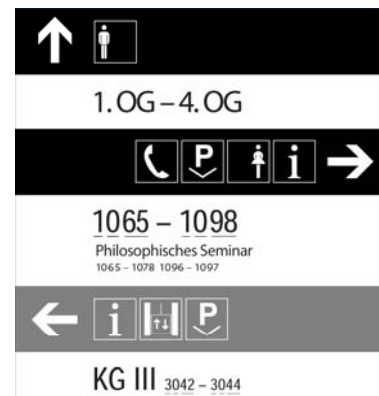 1. OG – 4. OG
P i
1065 – 1098
Philosophisches Seminar
1065 – 1078 1096 – 1097
i P
KG III 3042 – 3044